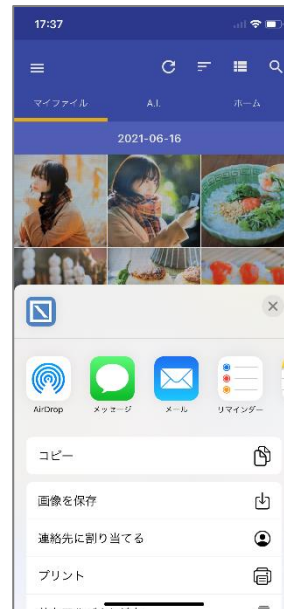 17:37
マイファイル A.I. ホーム
2021-06-16
AirDrop メッセージ メール リマインダー
コピー
画像を保存
連絡先に割り当てる
プリント